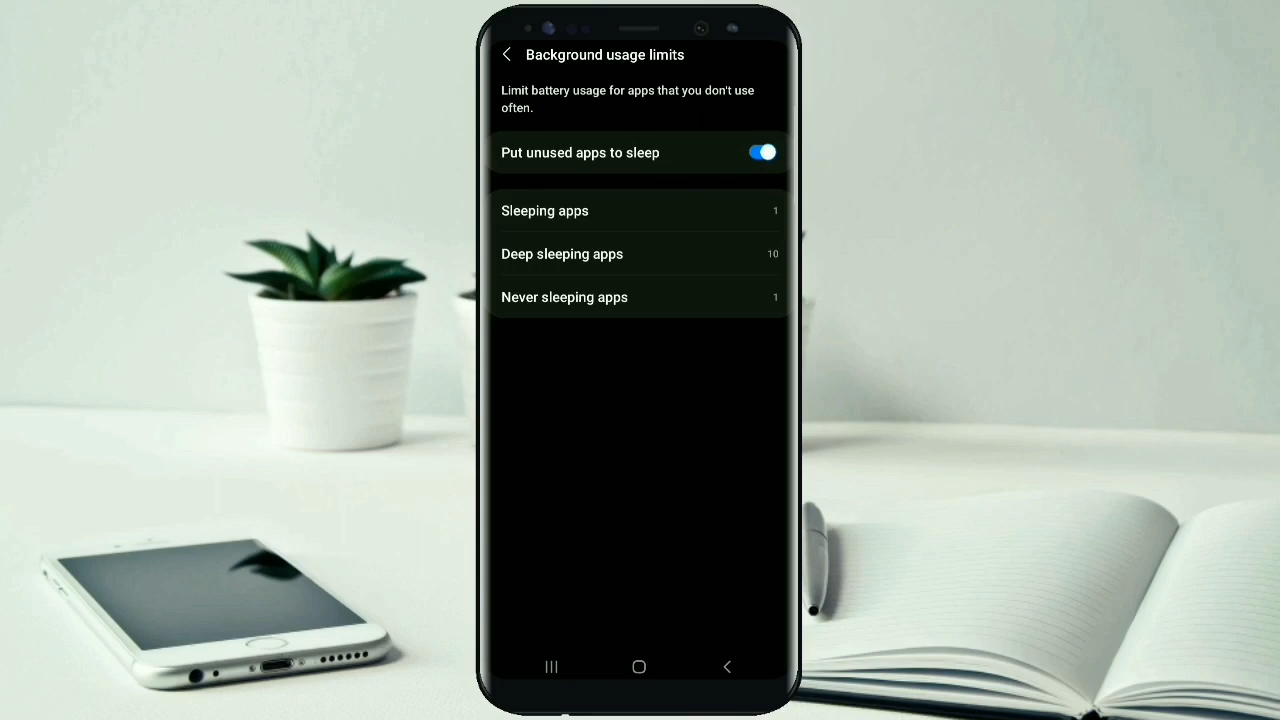 Background usage limits
Limit battery usage for apps that you don't use
often.
Put unused apps to sleep
Sleeping apps 1
Deep sleeping apps 10
Never sleeping apps 1